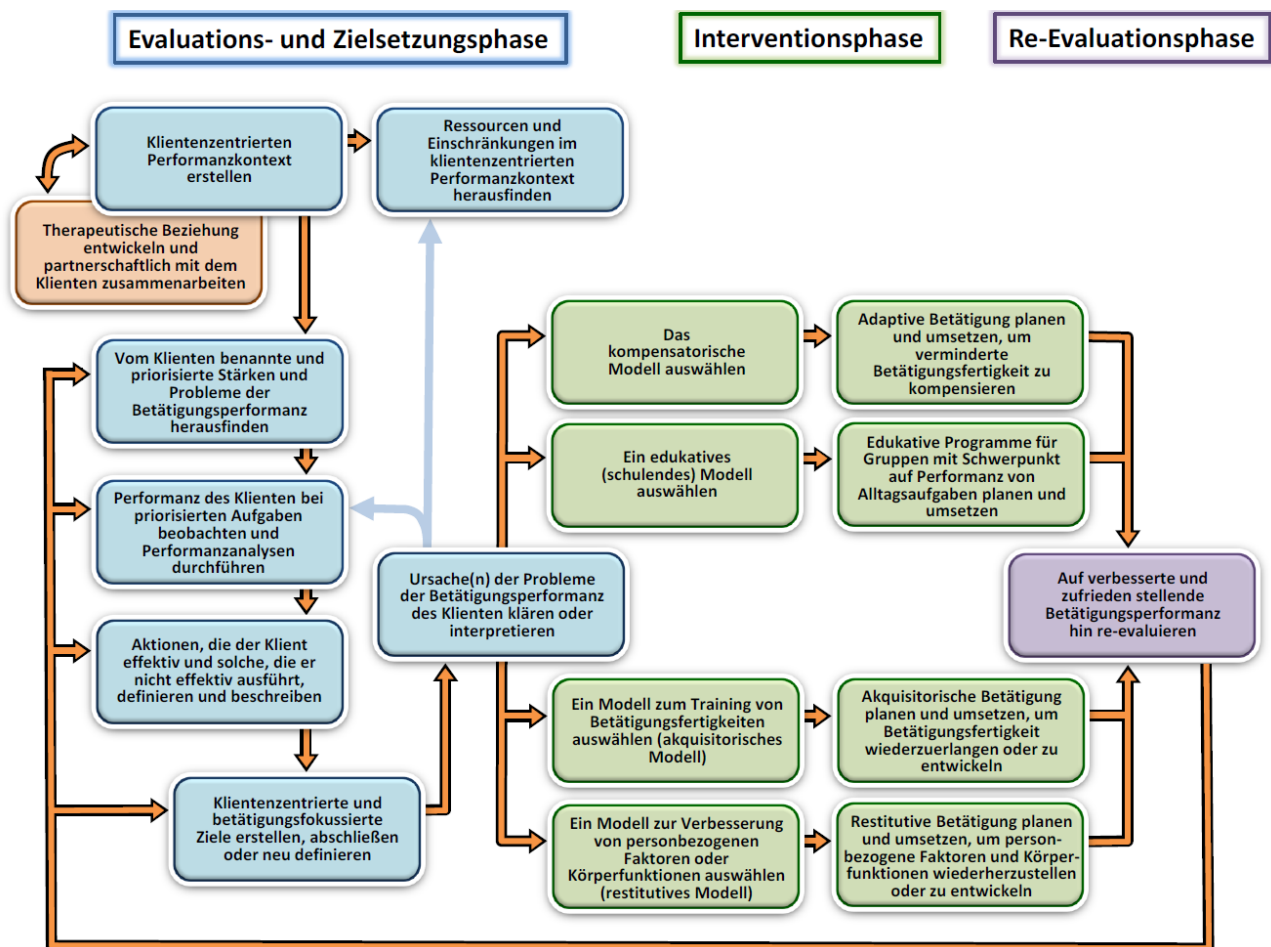 Evaluations- und Zielsetzungsphase
Interventionsphase
Re-Evaluationsphase
Klientenzentrierten
Performanzkontext
erstellen
Ressourcen und
Einschränkungen im
klientenzentrierten
Performanzkontext
herausfinden
Therapeutische Beziehung
entwickeln und
partnerschaftlich mit dem
Klienten zusammenarbeiten
Vom Klienten benannte und
priorisierte Stärken und
Probleme der
Betätigungsperformanz
herausfinden
Performanz des Klienten bei
priorisierten Aufgaben
beobachten und
Performanzanalysen
durchführen
Aktionen, die der Klient
effektiv und solche, die er
nicht effektiv ausführt,
definieren und beschreiben
Klientenzentrierte und
betätigungsfokussierte
Ziele erstellen, abschließen
oder neu definieren
Ursache(n) der Probleme
der Betätigungsperformanz
des Klienten klären oder
interpretieren
Das
kompensatorische
Modell auswählen
Adaptive Betätigung planen
und umsetzen, um
verminderte
Betätigungsfertigkeit zu
kompensieren
Ein edukatives
(schulendes) Modell
auswählen
Edukative Programme für
Gruppen mit Schwerpunkt
auf Performanz von
Alltagsaufgaben planen und
umsetzen
Ein Modell zum Training von
Betätigungsfertigkeiten
auswählen (akquisitorisches
Modell)
Akquisitorische Betätigung
planen und umsetzen, um
Betätigungsfertigkeit
wiederzuerlangen oder zu
entwickeln
Ein Modell zur Verbesserung
von personbezogenen
Faktoren oder
Körperfunktionen auswählen
(restitutives Modell)
Restitutive Betätigung planen
und umsetzen, um person-
bezogene Faktoren und Körper-
funktionen wiederherzustellen
oder zu entwickeln
Auf verbesserte und
zufrieden stellende
Betätigungsperformanz
hin re-evaluieren